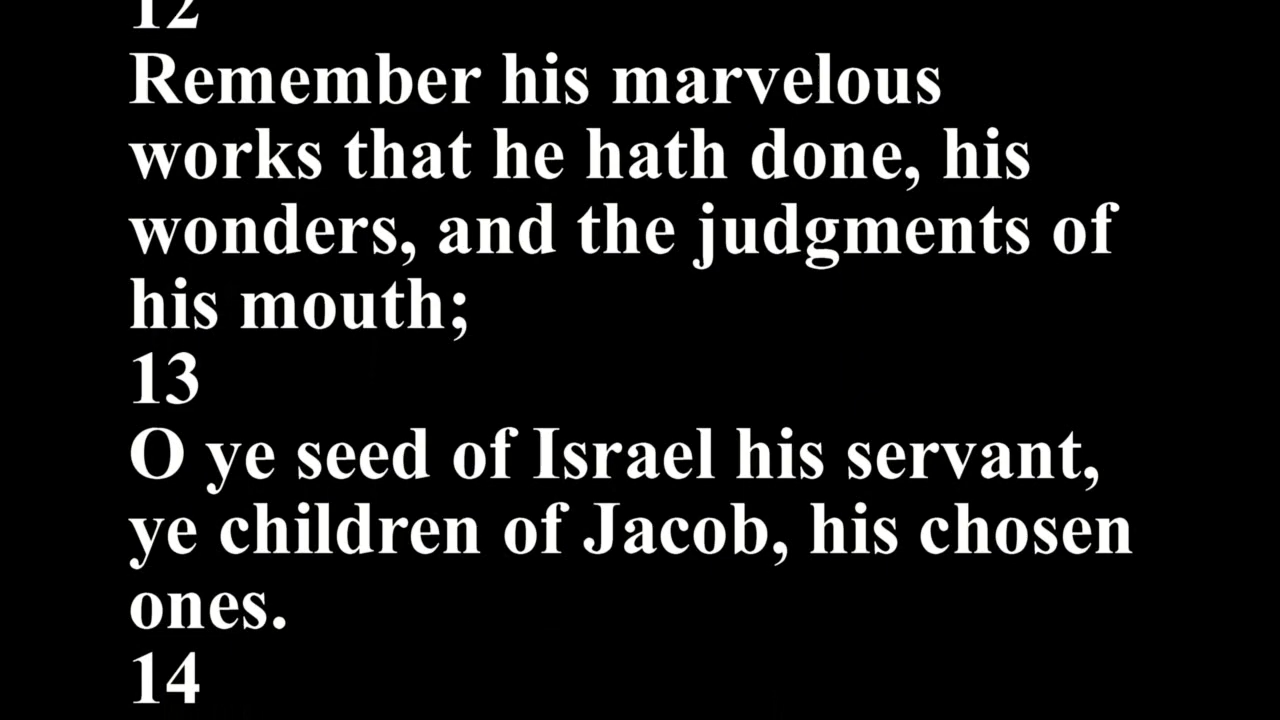 12
Remember his marvelous
works that he hath done, his
wonders, and the judgments of
his mouth;
13
O ye seed of Israel his servant,
ye children of Jacob, his chosen
ones.
14